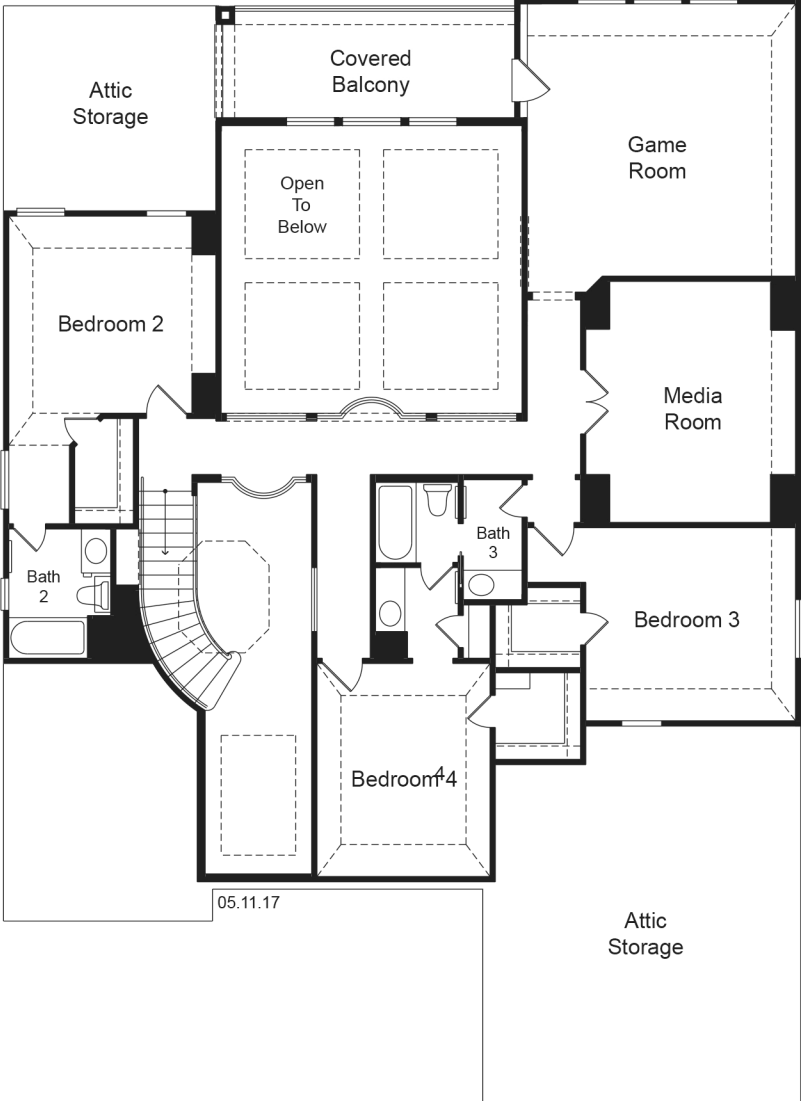 Covered
Balcony
Attic
Storage
Game
Room
Open
To
Below
Bedroom 2
Media
Room
Bath
3
Bath
2
Bedroom 3
Bedroom 4
4
05.11.17
Attic
Storage